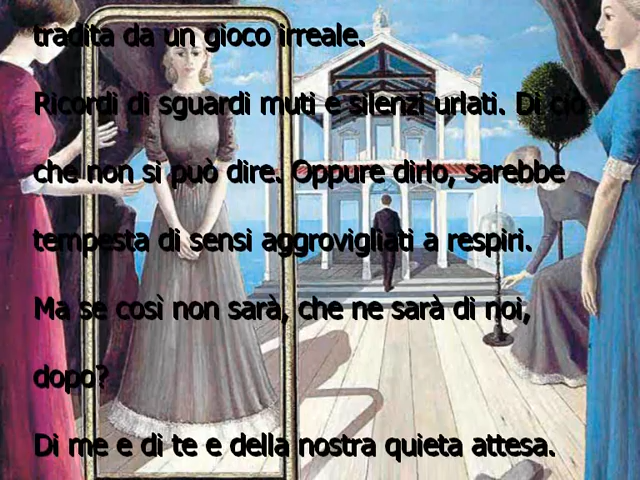 tradita da un gioco irreale.
Ricordi di sguardi muti e silenzi urlati. Di ciò
che non si può dire. Oppure dirlo, sarebbe
tempesta di sensi aggrovigliati a respiri.
Ma se così non sarà, che ne sarà di noi,
dopo?
Di me e di te e della nostra quieta attesa.